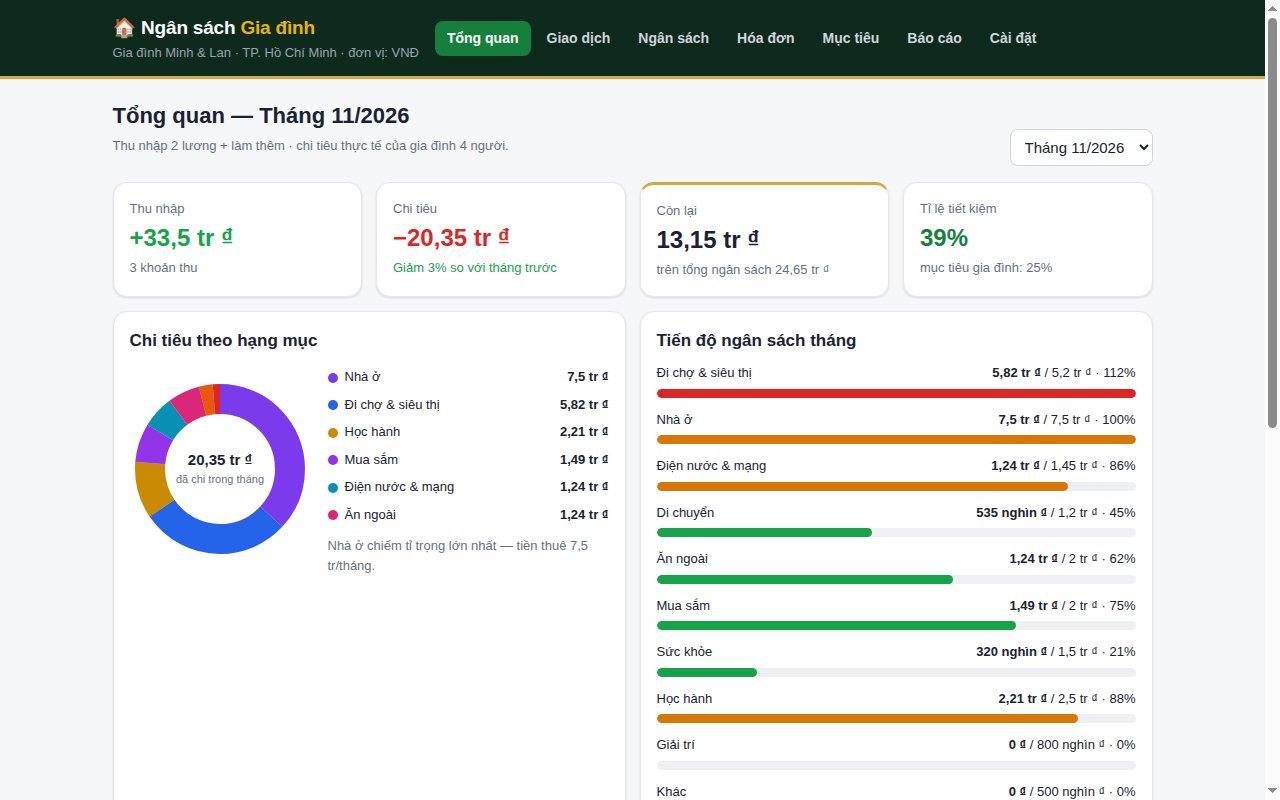 🏠 Ngân sách Gia đình
Gia đình Minh & Lan · TP. Hồ Chí Minh · đơn vị: VNĐ
Tổng quan
Giao dịch
Ngân sách
Hóa đơn
Mục tiêu
Báo cáo
Cài đặt
Tổng quan — Tháng 11/2026
Thu nhập 2 lương + làm thêm · chi tiêu thực tế của gia đình 4 người.
Tháng 11/2026
Thu nhập
+33,5 tr ₫
3 khoản thu
Chi tiêu
−20,35 tr ₫
Giảm 3% so với tháng trước
Còn lại
13,15 tr ₫
trên tổng ngân sách 24,65 tr ₫
Tỉ lệ tiết kiệm
39%
mục tiêu gia đình: 25%
Chi tiêu theo hạng mục
20,35 tr ₫
đã chi trong tháng
Nhà ở 7,5 tr ₫
Đi chợ & siêu thị 5,82 tr ₫
Học hành 2,21 tr ₫
Mua sắm 1,49 tr ₫
Điện nước & mạng 1,24 tr ₫
Ăn ngoài 1,24 tr ₫
Nhà ở chiếm tỉ trọng lớn nhất — tiền thuê 7,5
tr/tháng.
Tiến độ ngân sách tháng
Đi chợ & siêu thị 5,82 tr ₫ / 5,2 tr ₫ · 112%
Nhà ở 7,5 tr ₫ / 7,5 tr ₫ · 100%
Điện nước & mạng 1,24 tr ₫ / 1,45 tr ₫ · 86%
Di chuyển 535 nghìn ₫ / 1,2 tr ₫ · 45%
Ăn ngoài 1,24 tr ₫ / 2 tr ₫ · 62%
Mua sắm 1,49 tr ₫ / 2 tr ₫ · 75%
Sức khỏe 320 nghìn ₫ / 1,5 tr ₫ · 21%
Học hành 2,21 tr ₫ / 2,5 tr ₫ · 88%
Giải trí 0 ₫ / 800 nghìn ₫ · 0%
Khác 0 ₫ / 500 nghìn ₫ · 0%